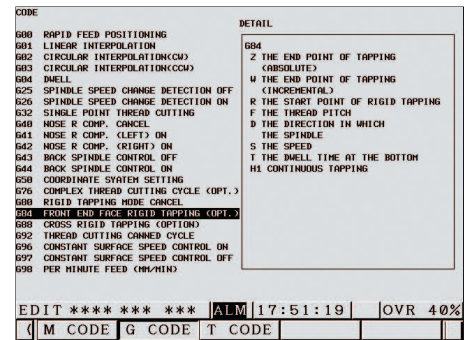 CODE
G00 RAPID FEED POSITIONING
G01 LINEAR INTERPOLATION
G02 CIRCULAR INTERPOLATION(CW)
G03 CIRCULAR INTERPOLATION(CCW)
G04 DWELL
G25 SPINDLE SPEED CHANGE DETECTION OFF
G26 SPINDLE SPEED CHANGE DETECTION ON
G32 SINGLE POINT THREAD CUTTING
G40 NOSE R COMP. CANCEL
G41 NOSE R COMP. (LEFT) ON
G42 NOSE R COMP. (RIGHT) ON
G43 BACK SPINDLE CONTROL OFF
G44 BACK SPINDLE CONTROL ON
G50 COORDINATE SYATEM SETTING
G76 COMPLEX THREAD CUTTING CYCLE (OPT.)
G80 RIGID TAPPING MODE CANCEL
G84 FRONT END FACE RIGID TAPPING (OPT.)
G88 CROSS RIGID TAPPING (OPTION)
G92 THREAD CUTTING CANNED CYCLE
G96 CONSTANT SURFACE SPEED CONTROL ON
G97 CONSTANT SURFACE SPEED CONTROL OFF
G98 PER MINUTE FEED (MM/MIN)
DETAIL
G84
Z THE END POINT OF TAPPING
(ABSOLUTE)
W THE END POINT OF TAPPING
(INCREMENTAL)
R THE START POINT OF RIGID TAPPING
F THE THREAD PITCH
D THE DIRECTION IN WHICH
THE SPINDLE
S THE SPEED
T THE DWELL TIME AT THE BOTTOM
H1 CONTINUOUS TAPPING
EDIT **** *** *** ALM 17:51:19 OVR 40%
( M CODE G CODE T CODE